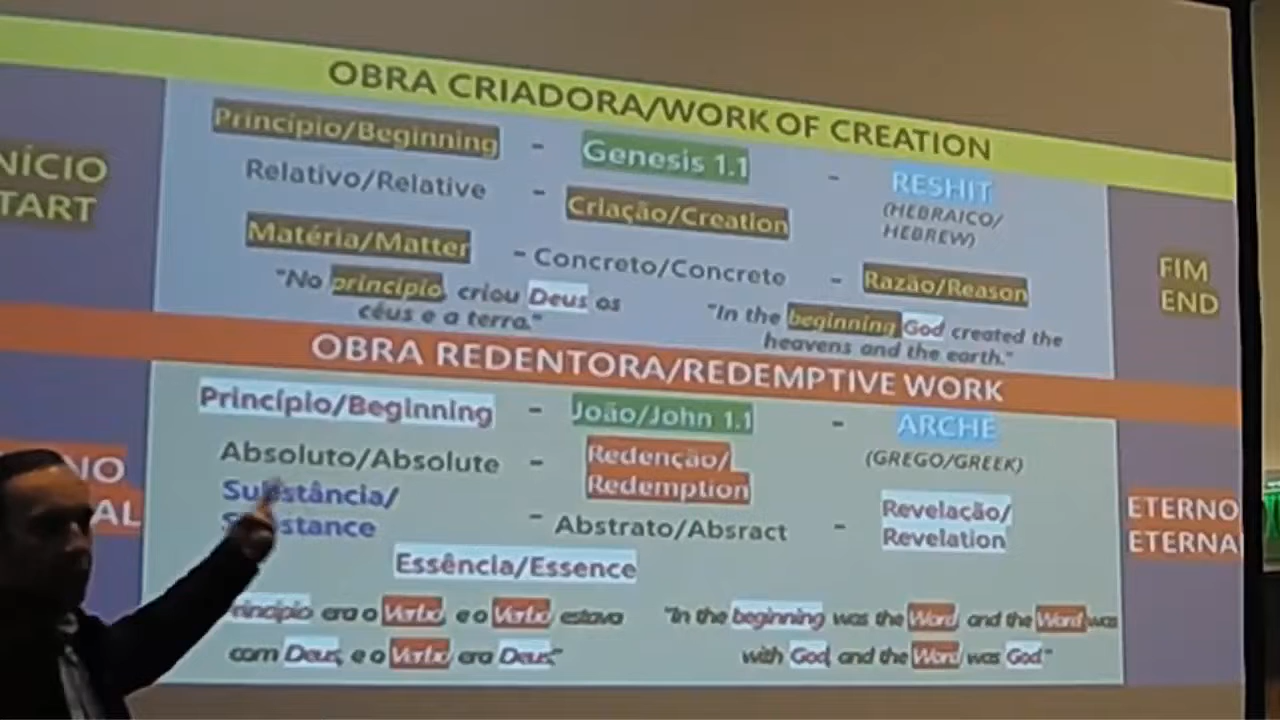 OBRA CRIADORA/WORK OF CREATION
Princípio/Beginning - Genesis 1.1 - RESHIT
(HEBRAICO/
HEBREW)
Relativo/Relative - Criação/Creation
Matéria/Matter - Concreto/Concrete - Razão/Reason
"No princípio, criou Deus os
céus e a terra."
"In the beginning God created the
heavens and the earth."
NÍCIO
TART
FIM
END
OBRA REDENTORA/REDEMPTIVE WORK
Princípio/Beginning - João/John 1.1 - ARCHE
(GREGO/GREEK)
Absoluto/Absolute - Redenção/
Redemption
Substância/
Substance - Abstrato/Absract - Revelação/
Revelation
Essência/Essence
rincípio era o Verbo, e o Verbo estava
com Deus, e o Verbo era Deus."
"In the beginning was the Word, and the Word was
with God, and the Word was God"
NO
AL
ETERNO
ETERNA